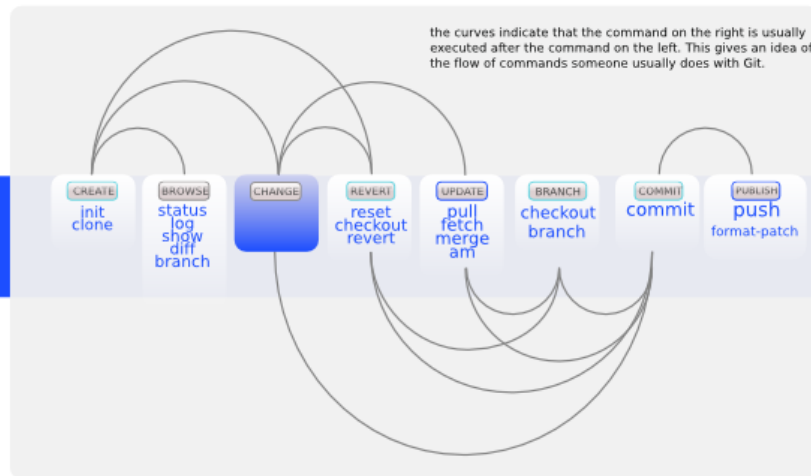 the curves indicate that the command on the right is usually
executed after the command on the left. This gives an idea of
the flow of commands someone usually does with Git.
CREATE
init
clone
BROWSE
status
log
show
diff
branch
CHANGE
REVERT
reset
checkout
revert
UPDATE
pull
fetch
merge
am
BRANCH
checkout
branch
COMMIT
commit
PUBLISH
push
format-patch